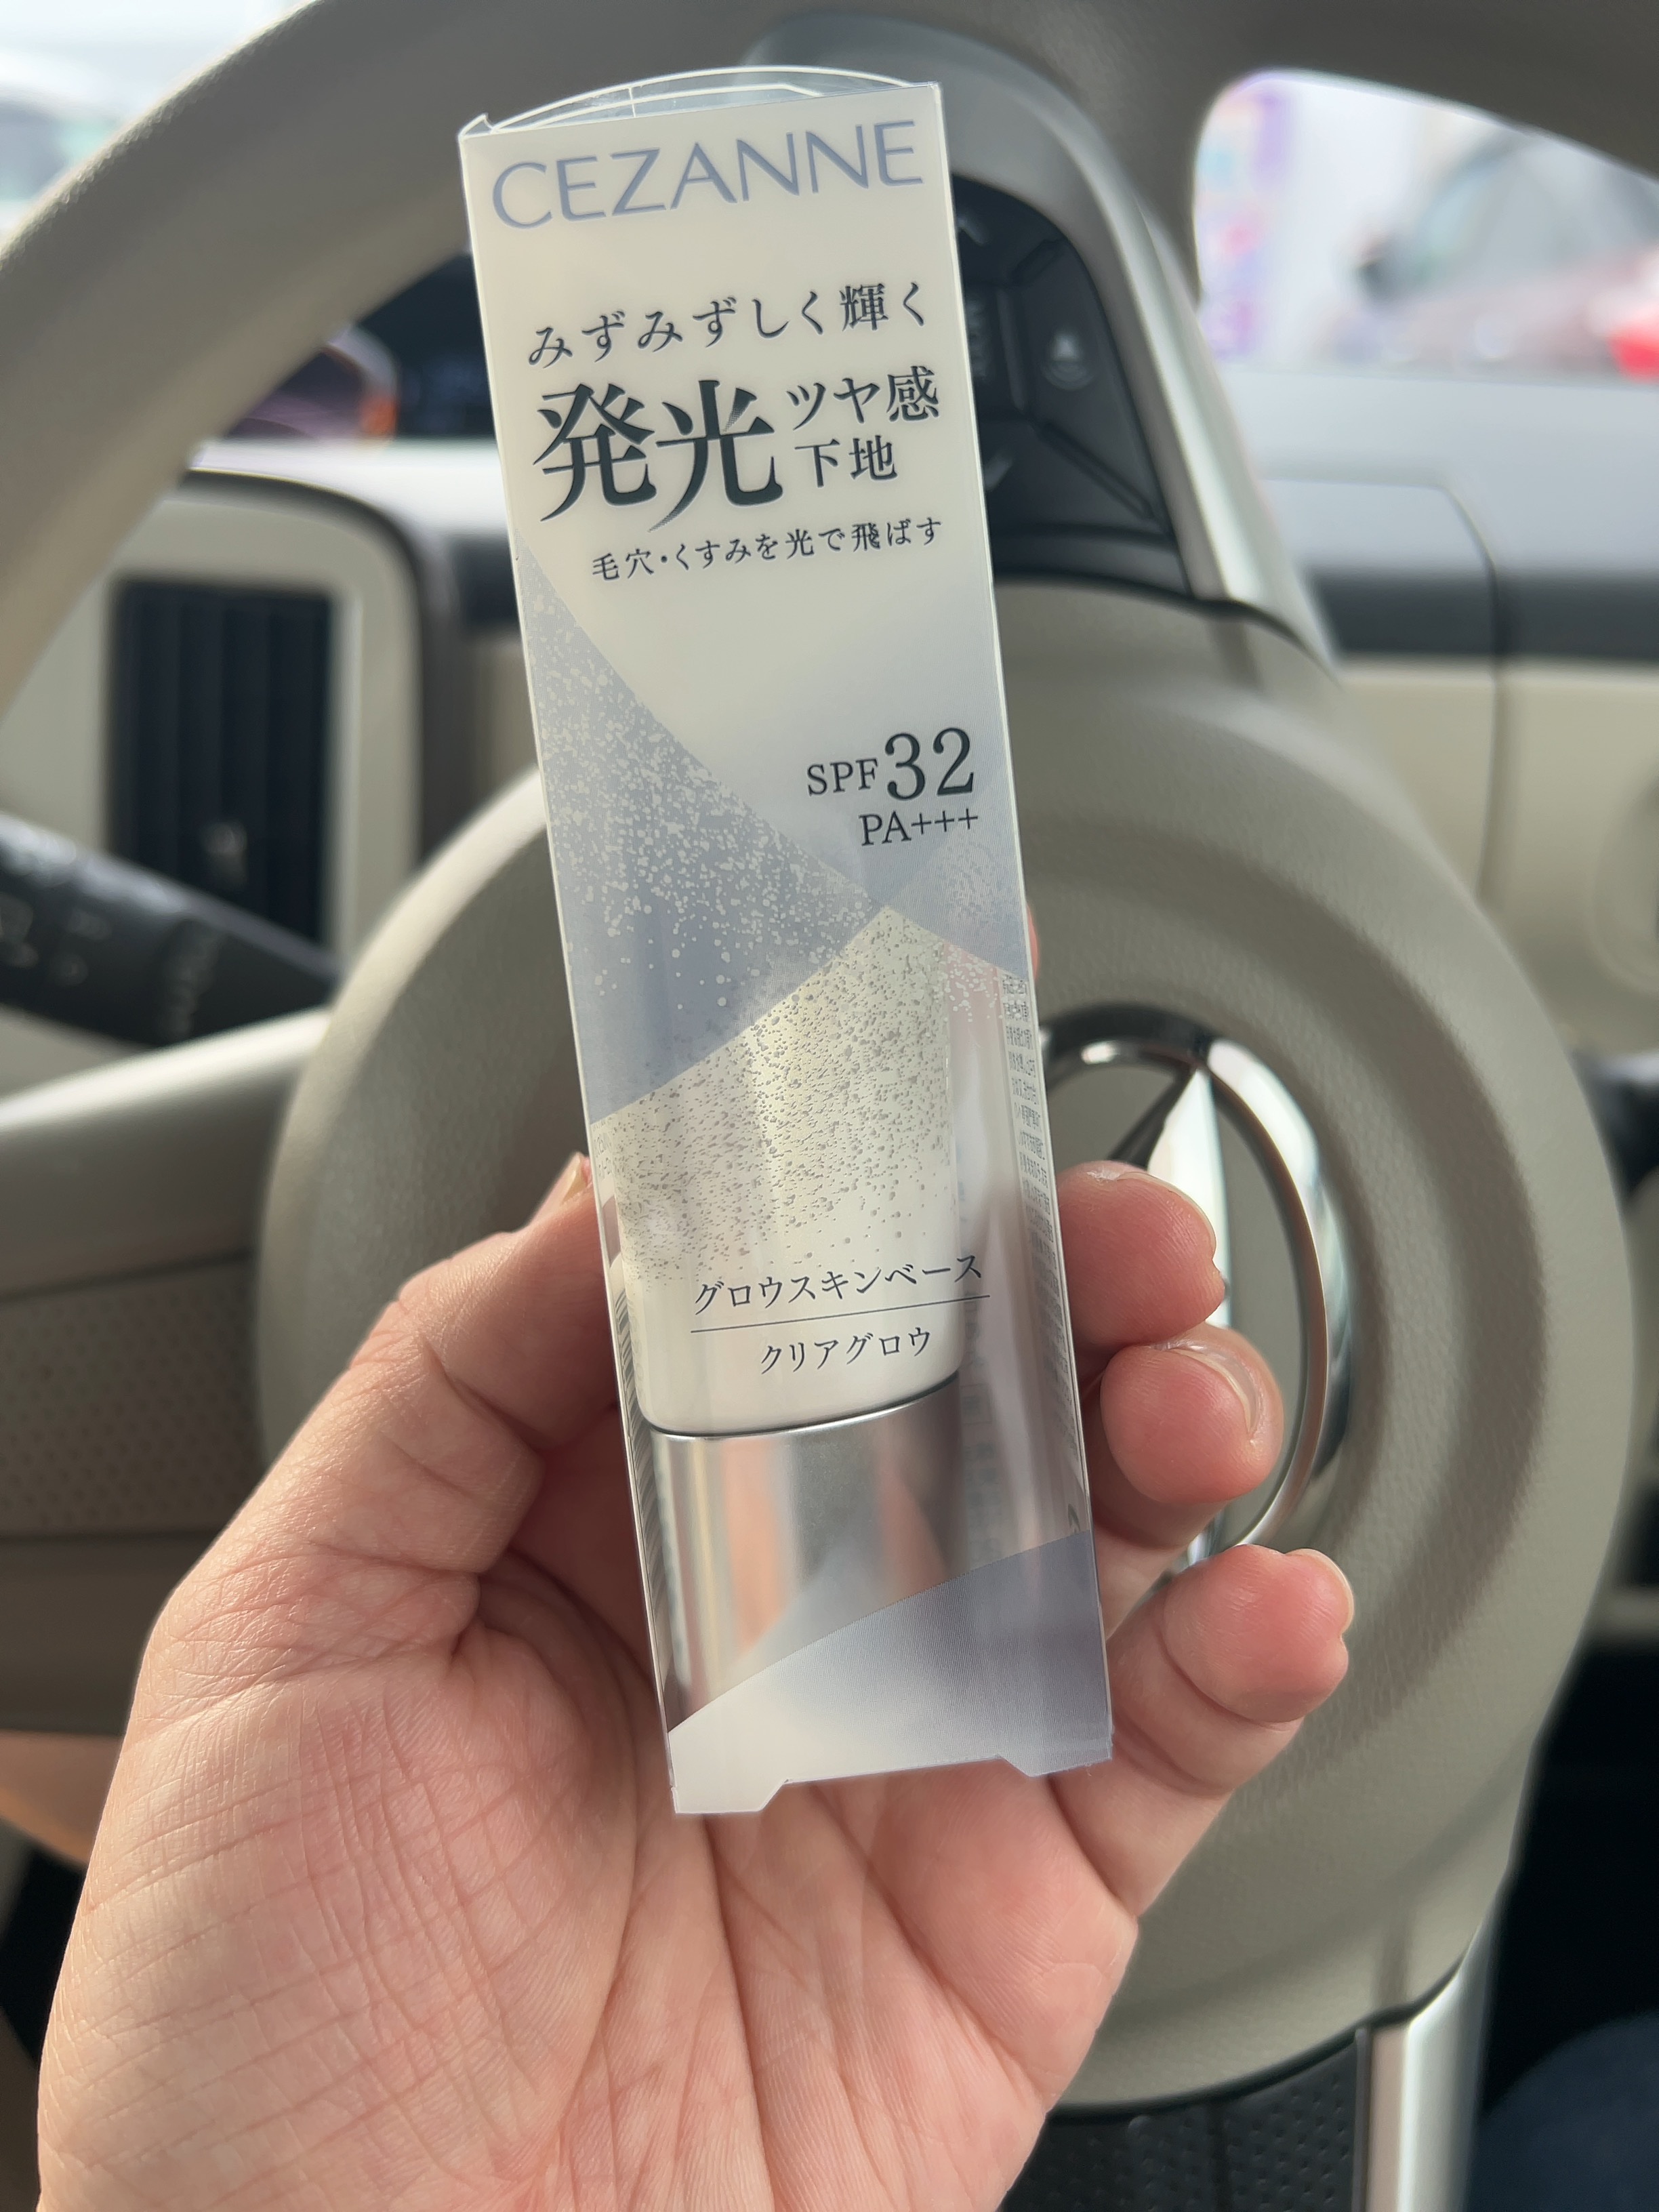 CEZANNE
みずみずしく輝く
発光ツヤ感
下地
毛穴・くすみを光で飛ばす
SPF32
PA+++
グロウスキンベース
クリアグロウ